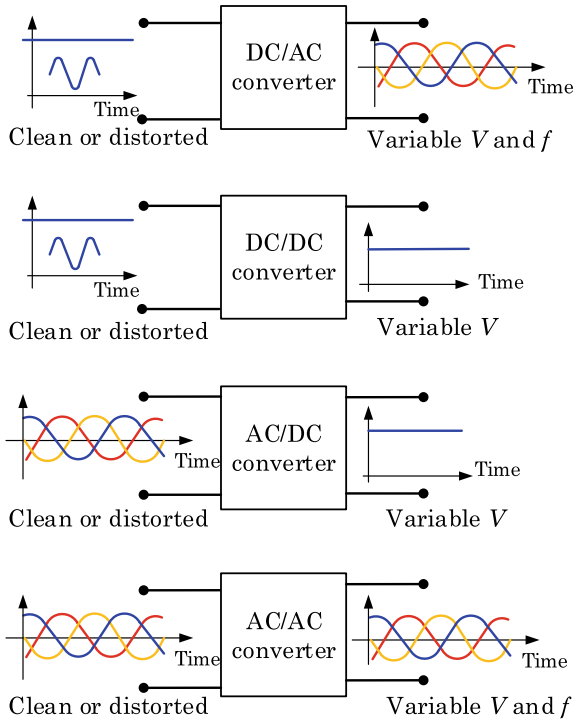 DC/AC
converter
Time
Time
Clean or distorted
Variable V and f
DC/DC
converter
Time
Time
Clean or distorted
Variable V
AC/DC
converter
Time
Time
Clean or distorted
Variable V
AC/AC
converter
Time
Time
Clean or distorted
Variable V and f